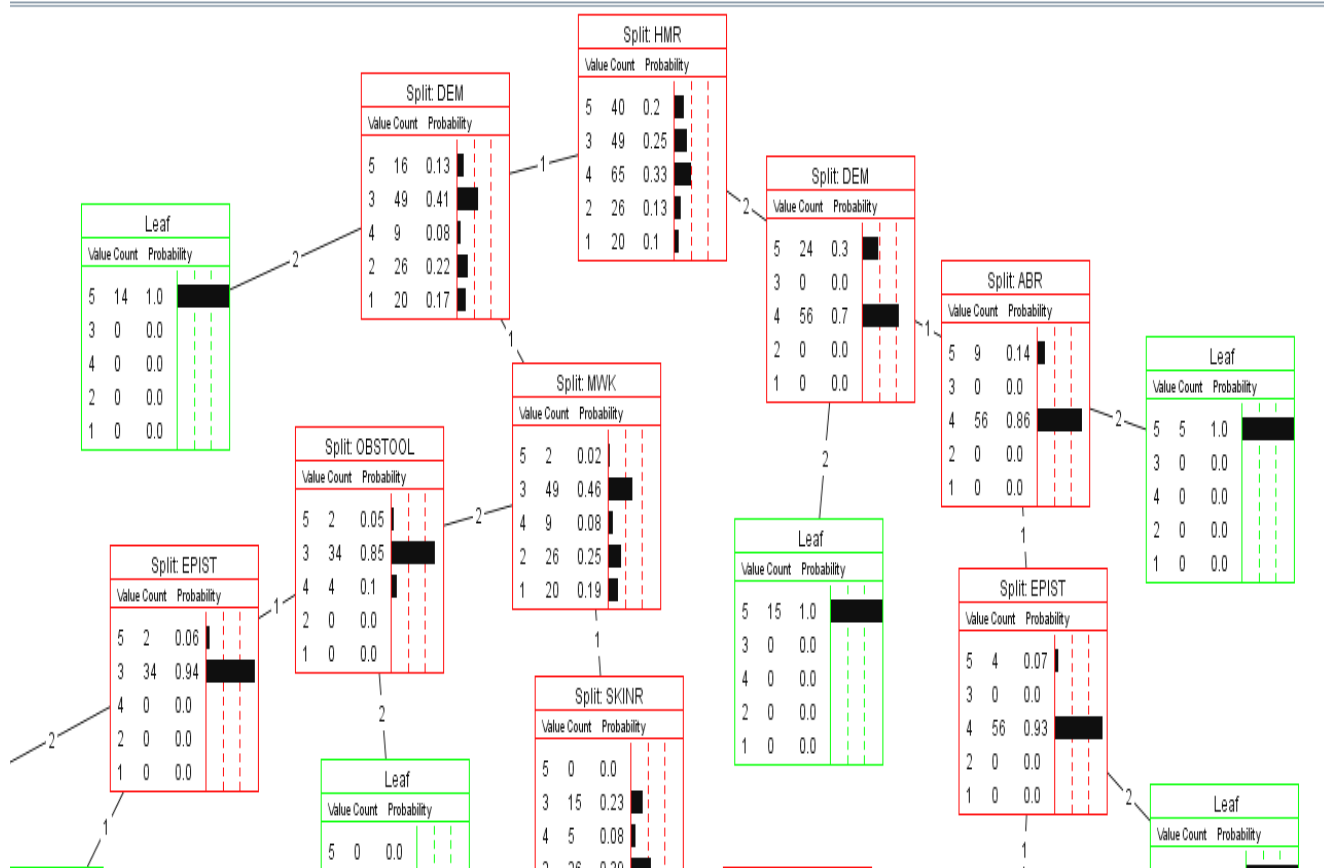 Split: HMR
Value Count Probability
5 40 0.2
3 49 0.25
4 65 0.33
2 26 0.13
1 20 0.1
Split: DEM
Value Count Probability
5 16 0.13
3 49 0.41
4 9 0.08
2 26 0.22
1 20 0.17
1
2
Split: DEM
Value Count Probability
5 24 0.3
3 0 0.0
4 56 0.7
2 0 0.0
1 0 0.0
Leaf
Value Count Probability
5 14 1.0
3 0 0.0
4 0 0.0
2 0 0.0
1 0 0.0
2
1
Split: ABR
Value Count Probability
5 9 0.14
3 0 0.0
4 56 0.86
2 0 0.0
1 0 0.0
1
Leaf
Value Count Probability
5 5 1.0
3 0 0.0
4 0 0.0
2 0 0.0
1 0 0.0
2
Split: MWK
Value Count Probability
5 2 0.02
3 49 0.46
4 9 0.08
2 26 0.25
1 20 0.19
Split: OBSTOOL
Value Count Probability
5 2 0.05
3 34 0.85
4 4 0.1
2 0 0.0
1 0 0.0
2
2
Leaf
Value Count Probability
5 15 1.0
3 0 0.0
4 0 0.0
2 0 0.0
1 0 0.0
1
Split: EPIST
Value Count Probability
5 2 0.06
3 34 0.94
4 0 0.0
2 0 0.0
1 0 0.0
1
1
Split: EPIST
Value Count Probability
5 4 0.07
3 0 0.0
4 56 0.93
2 0 0.0
1 0 0.0
2
2
Split: SKINR
Value Count Probability
5 0 0.0
3 15 0.23
4 5 0.08
Leaf
Value Count Probability
5 0 0.0
2
Leaf
Value Count Probability
1
1